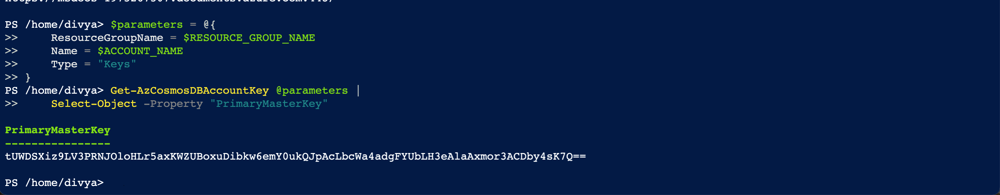 PS /home/divya> $parameters = @{
>>     ResourceGroupName = $RESOURCE_GROUP_NAME
>>     Name = $ACCOUNT_NAME
>>     Type = "Keys"
>> }
PS /home/divya> Get-AzCosmosDBAccountKey @parameters |
>>     Select-Object -Property "PrimaryMasterKey"

PrimaryMasterKey
----------------
tUWDSXiz9LV3PRNJOloHLr5axKWZUBoxuDibkw6emY0ukQJpAcLbcWa4adgFYUbLH3eAlaAxmor3ACDby4sK7Q==

PS /home/divya>